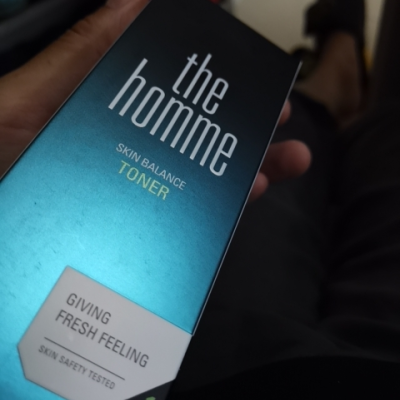 the
homme
SKIN BALANCE
TONER
GIVING
FRESH FEELING
SKIN SAFETY TESTED